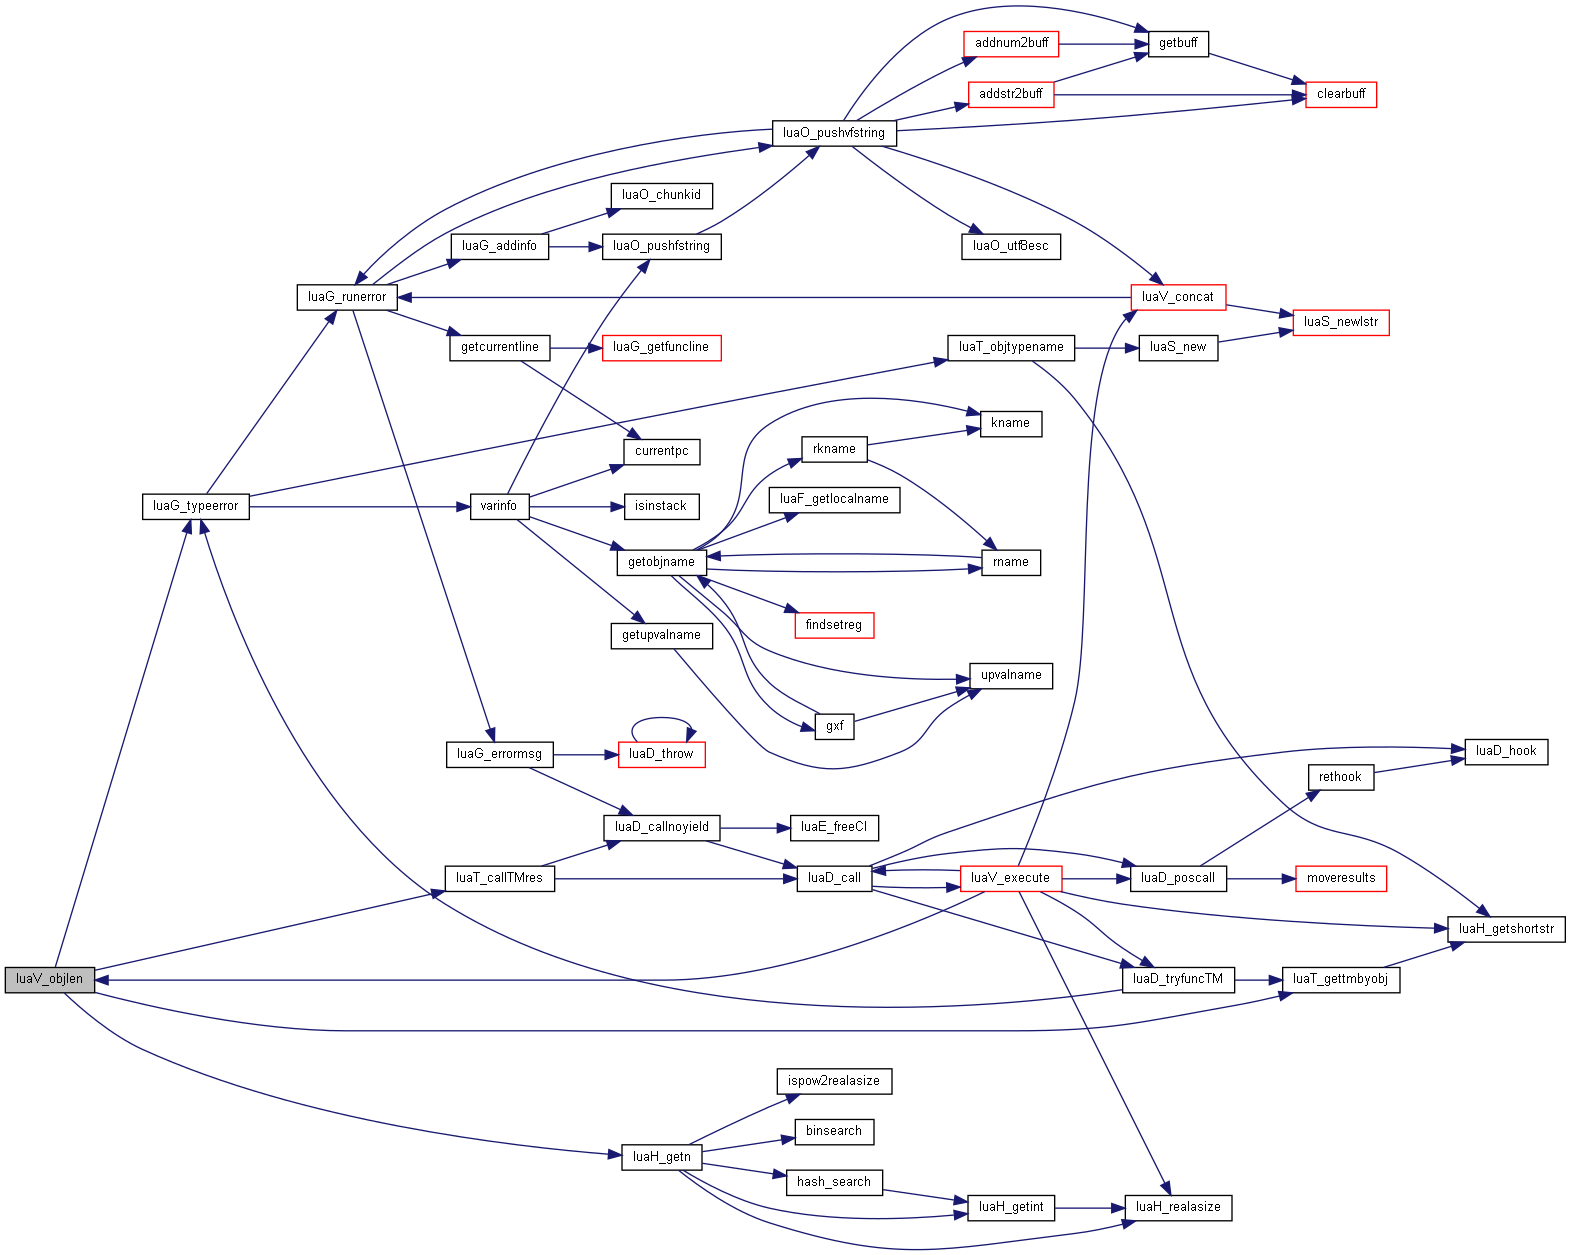 addnum2buff
getbuff
addstr2buff
clearbuff
luaO_pushvfstring
luaO_chunkid
luaG_addinfo
luaO_pushfstring
luaO_utf8esc
luaG_runerror
luaV_concat
luaS_newlstr
getcurrentline
luaG_getfuncline
luaT_objtypename
luaS_new
kname
rkname
currentpc
luaF_getlocalname
luaG_typeerror
varinfo
isinstack
getobjname
rname
findsetreg
getupvalname
upvalname
gxf
luaG_errormsg
luaD_throw
luaD_hook
rethook
luaD_callnoyield
luaE_freeCI
luaT_callTMres
luaD_call
luaV_execute
luaD_poscall
moveresults
luaH_getshortstr
luaV_objlen
luaD_tryfuncTM
luaT_gettmbyobj
ispow2realasize
binsearch
luaH_getn
hash_search
luaH_getint
luaH_realasize